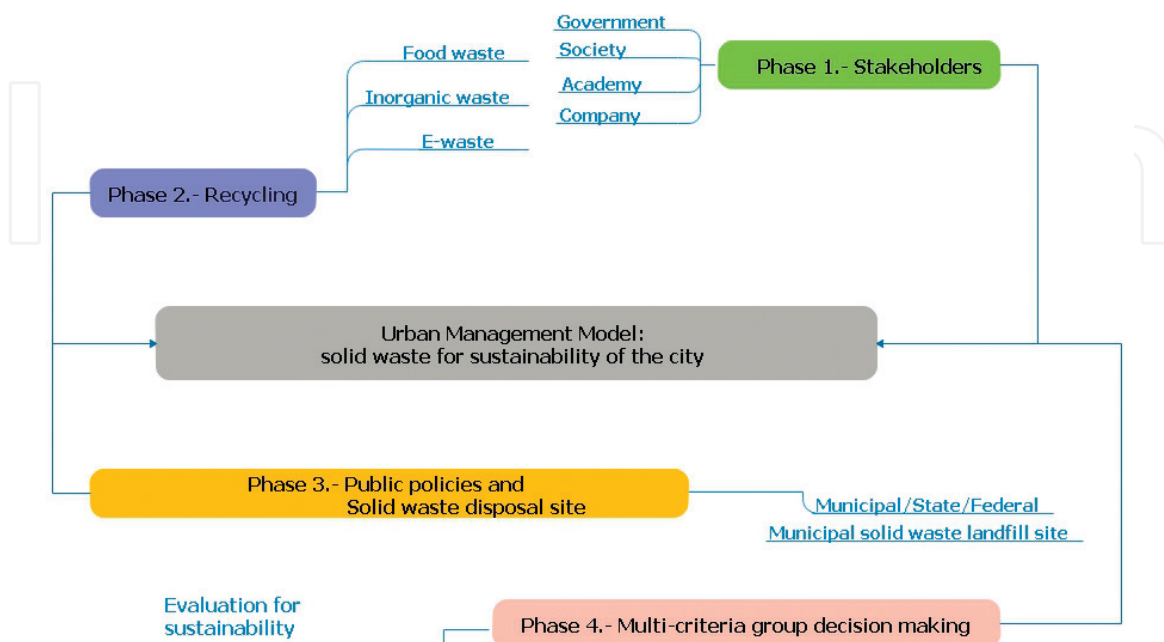 Government
Society
Academy
Company
Phase 1.- Stakeholders
Food waste
Inorganic waste
E-waste
Phase 2.- Recycling
Urban Management Model:
solid waste for sustainability of the city
Phase 3.- Public policies and
Solid waste disposal site
Municipal/State/Federal
Municipal solid waste landfill site
Evaluation for
sustainability
Phase 4.- Multi-criteria group decision making